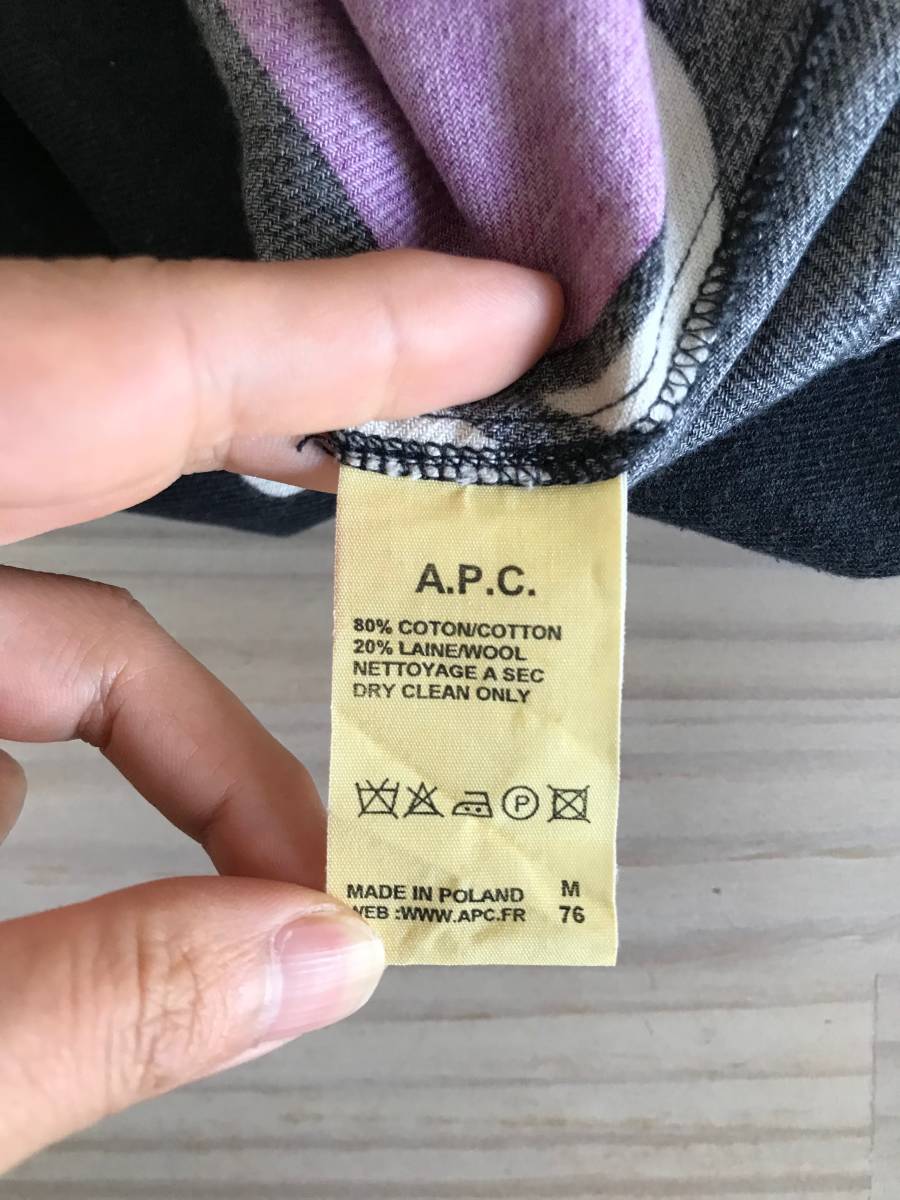 A.P.C.
80% COTON/COTTON
20% LAINE/WOOL
NETTOYAGE A SEC
DRY CLEAN ONLY
P
MADE IN POLAND M
WEB :WWW.APC.FR 76